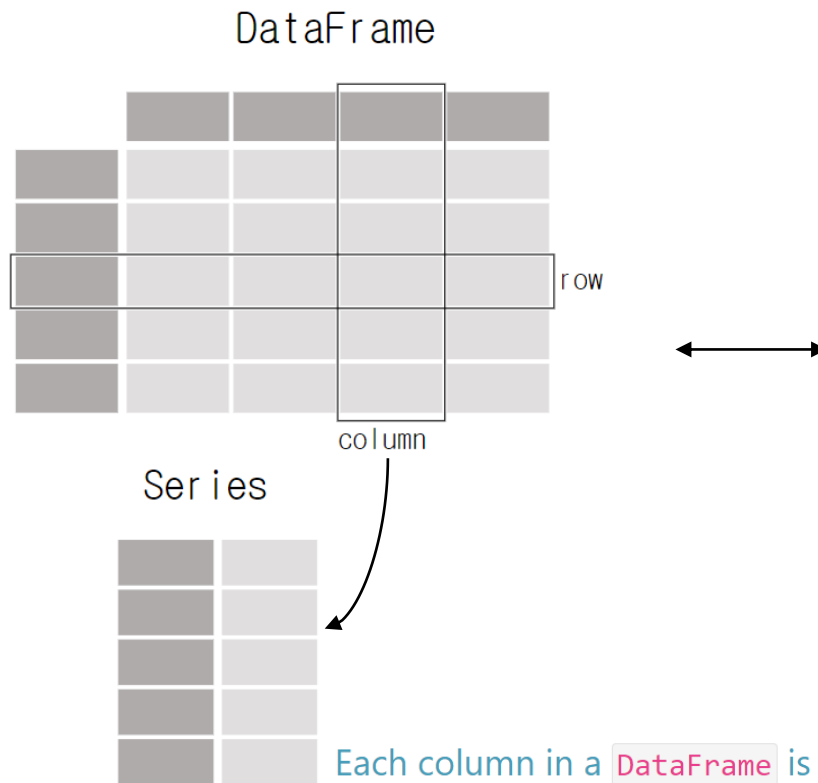 DataFrame
row
column
Series
Each column in a DataFrame is